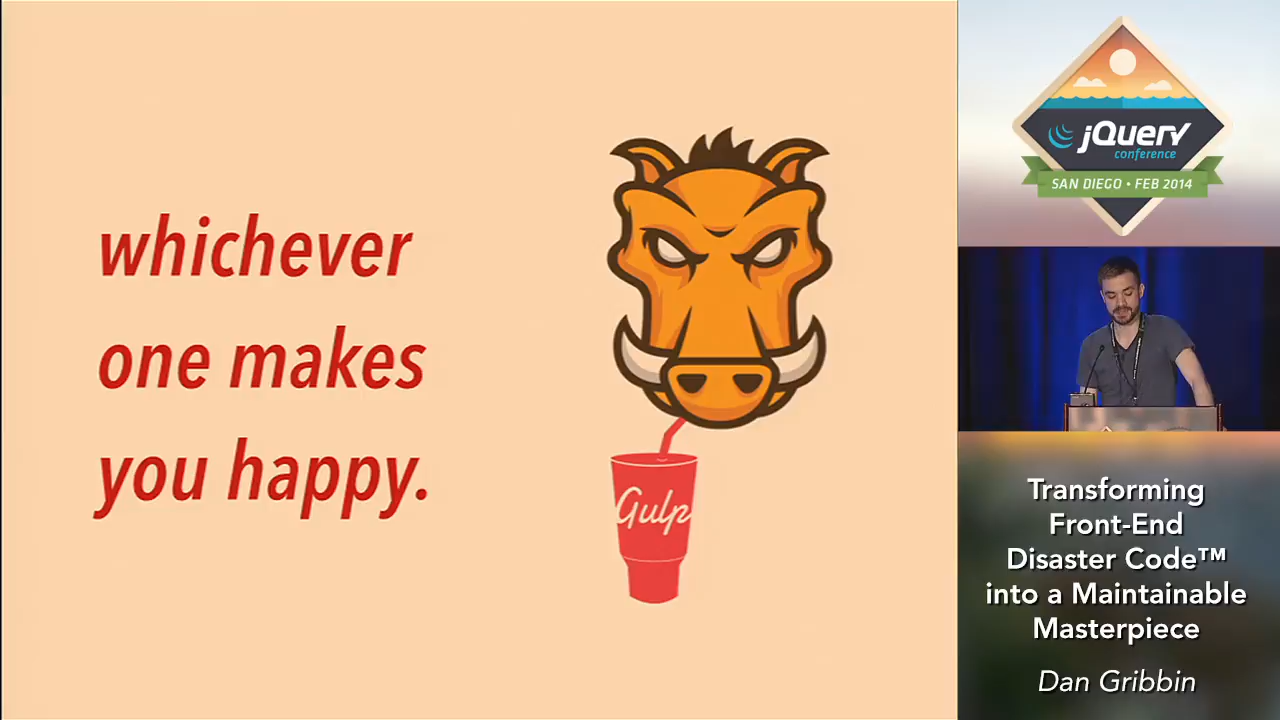 whichever
one makes
you happy.
Gulp
jQuery
conference
SAN DIEGO • FEB 2014
Transforming
Front-End
Disaster Code™
into a Maintainable
Masterpiece
Dan Gribbin